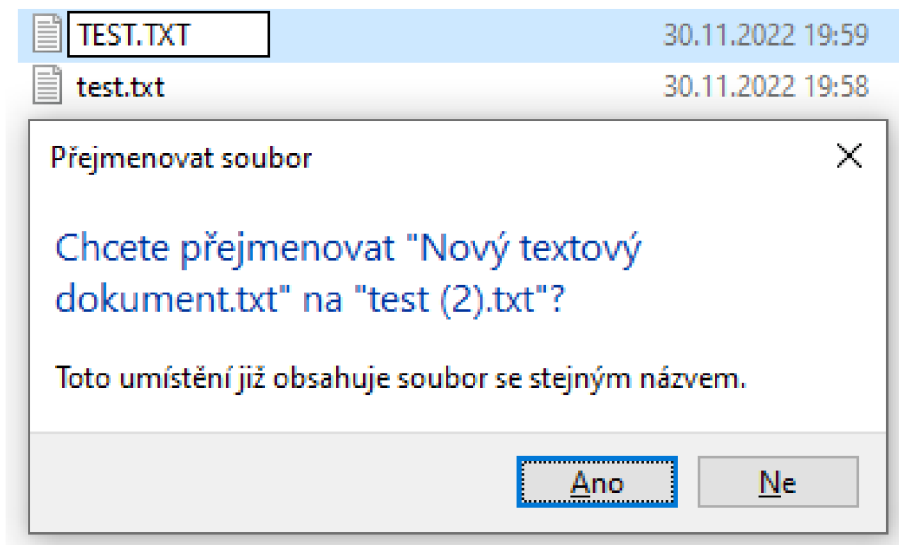 TEST.TXT 30.11.2022 19:59
test.txt 30.11.2022 19:58
Přejmenovat soubor
Chcete přejmenovat "Nový textový
dokument.txt" na "test (2).txt"?
Toto umístění již obsahuje soubor se stejným názvem.
Ano Ne